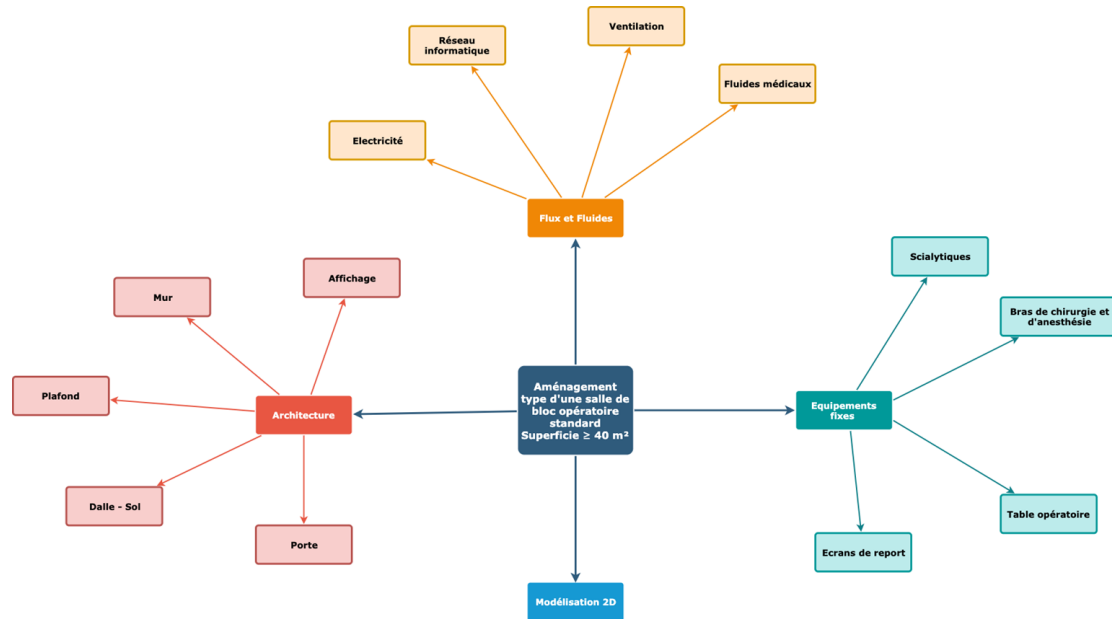 Ventilation
Réseau
informatique
Fluides médicaux
Electricité
Flux et Fluides
Scialytiques
Affichage
Mur
Bras de chirurgie et
d'anesthésie
Plafond
Architecture
Aménagement
type d'une salle de
bloc opératoire
standard
Superficie ≥ 40 m²
Equipements
fixes
Dalle - Sol
Porte
Table opératoire
Ecrans de report
Modélisation 2D